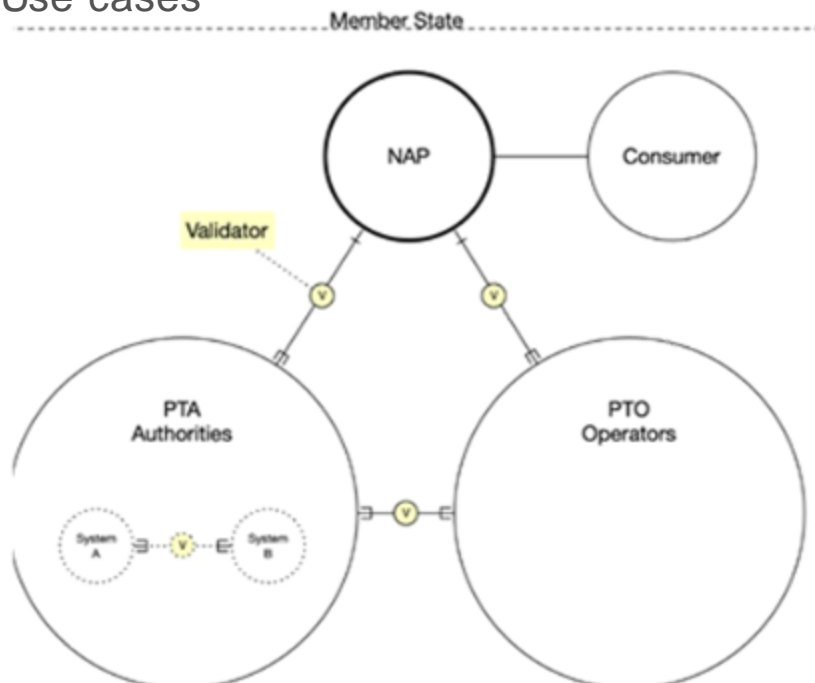 Use cases
Member State
NAP
Consumer
Validator
V
V
PTA
Authorities
PTO
Operators
V
System
A
V
System
B